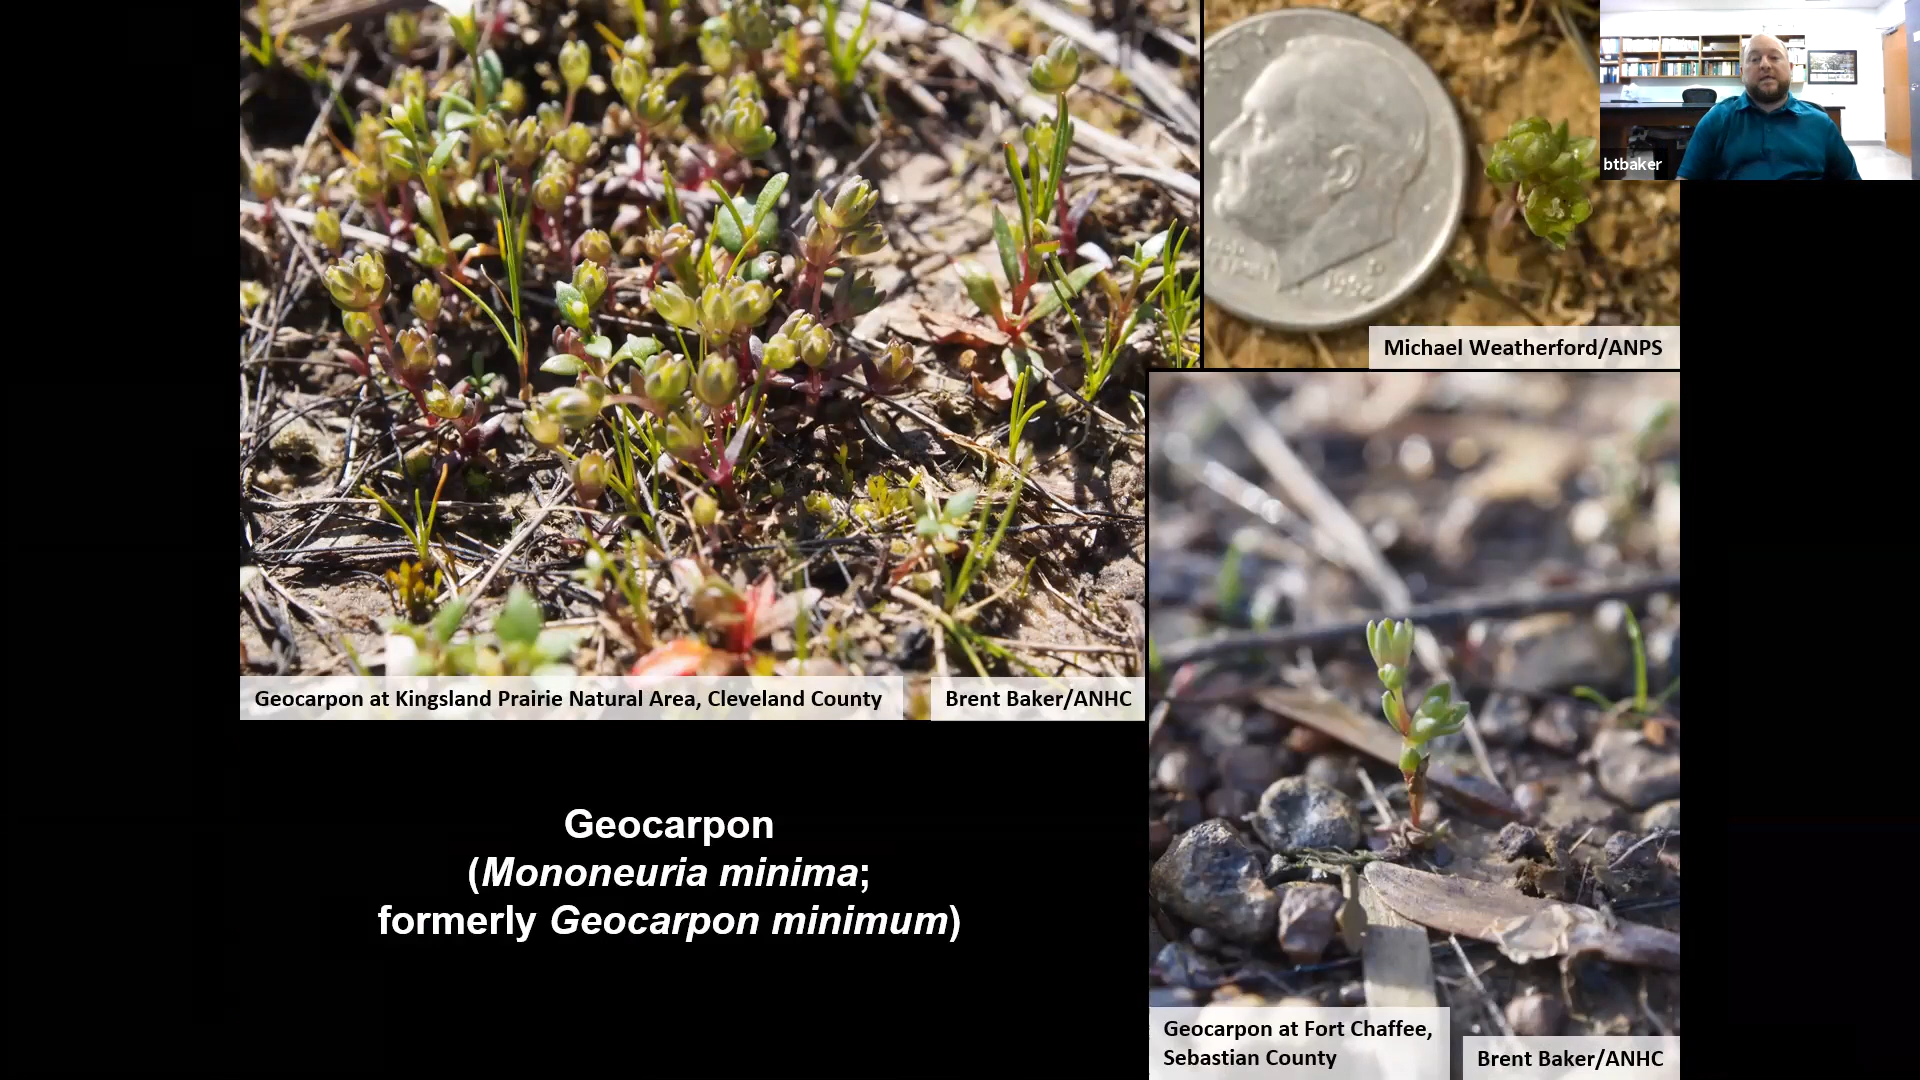 btbaker
Michael Weatherford/ANPS
Geocarpon at Kingsland Prairie Natural Area, Cleveland County
Brent Baker/ANHC
Geocarpon
(Mononeuria minima;
formerly Geocarpon minimum)
Geocarpon at Fort Chaffee,
Sebastian County
Brent Baker/ANHC